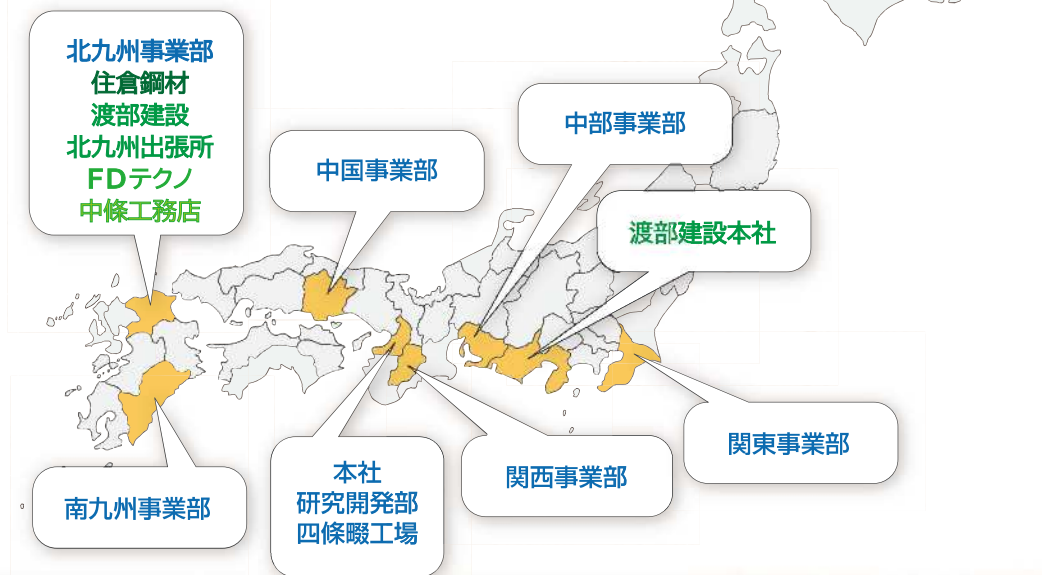 北九州事業部
住倉鋼材
渡部建設
北九州出張所
FDテクノ
中條工務店
中国事業部
中部事業部
渡部建設本社
南九州事業部
本社
研究開発部
四條畷工場
関西事業部
関東事業部